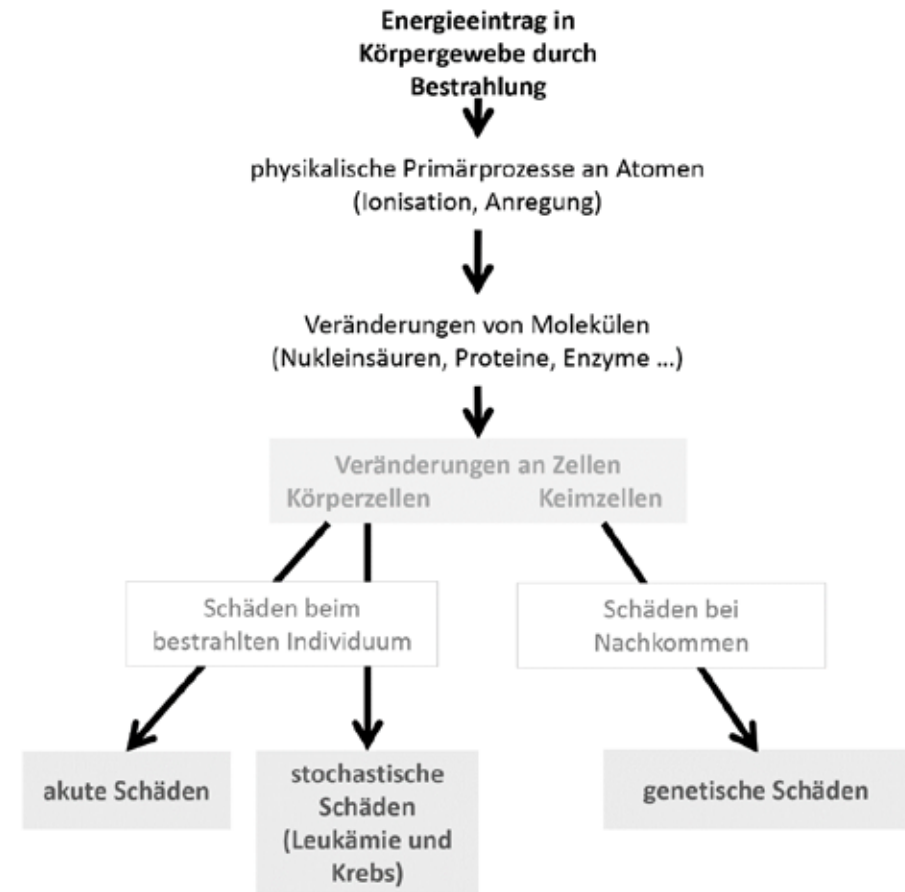 Energieeintrag in
Körpergewebe durch
Bestrahlung
physikalische Primärprozesse an Atomen
(Ionisation, Anregung)
Veränderungen von Molekülen
(Nukleinsäuren, Proteine, Enzyme ...)
Veränderungen an Zellen
Körperzellen Keimzellen
Schäden beim
bestrahlten Individuum
Schäden bei
Nachkommen
akute Schäden
stochastische
Schäden
(Leukämie und
Krebs)
genetische Schäden